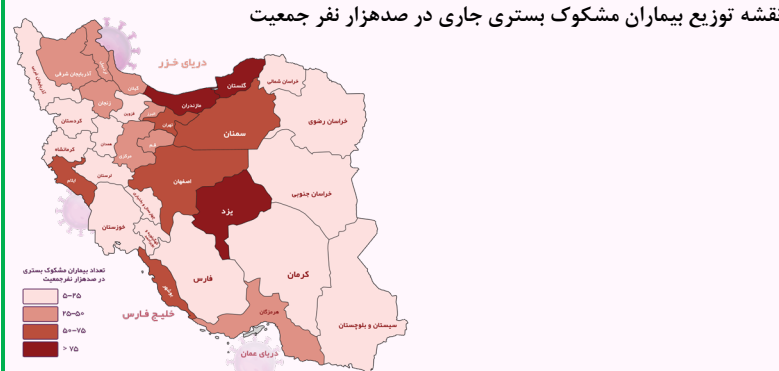 نقشه توزیع بیماران مشکوک بستری جاری در صدهزار نفر جمعیت
دریای خزر
خراسان شمالی
گلستان
مازندران
گیلان
آذربایجان شرقی
آذربایجان غربی
اردبیل
زنجان
قزوین
البرز
تهران
سمنان
خراسان رضوی
کردستان
همدان
قم
مرکزی
کرمانشاه
لرستان
ایلام
اصفهان
یزد
خراسان جنوبی
خوزستان
چهارمحال و بختیاری
فارس
کرمان
بوشهر
هرمزگان
سیستان و بلوچستان
خلیج فارس
دریای عمان
تعداد بیماران مشکوک بستری
در صدهزار نفرجمعیت
۵-۲۵
۲۵-۵۰
۵۰-۷۵
> ۷۵